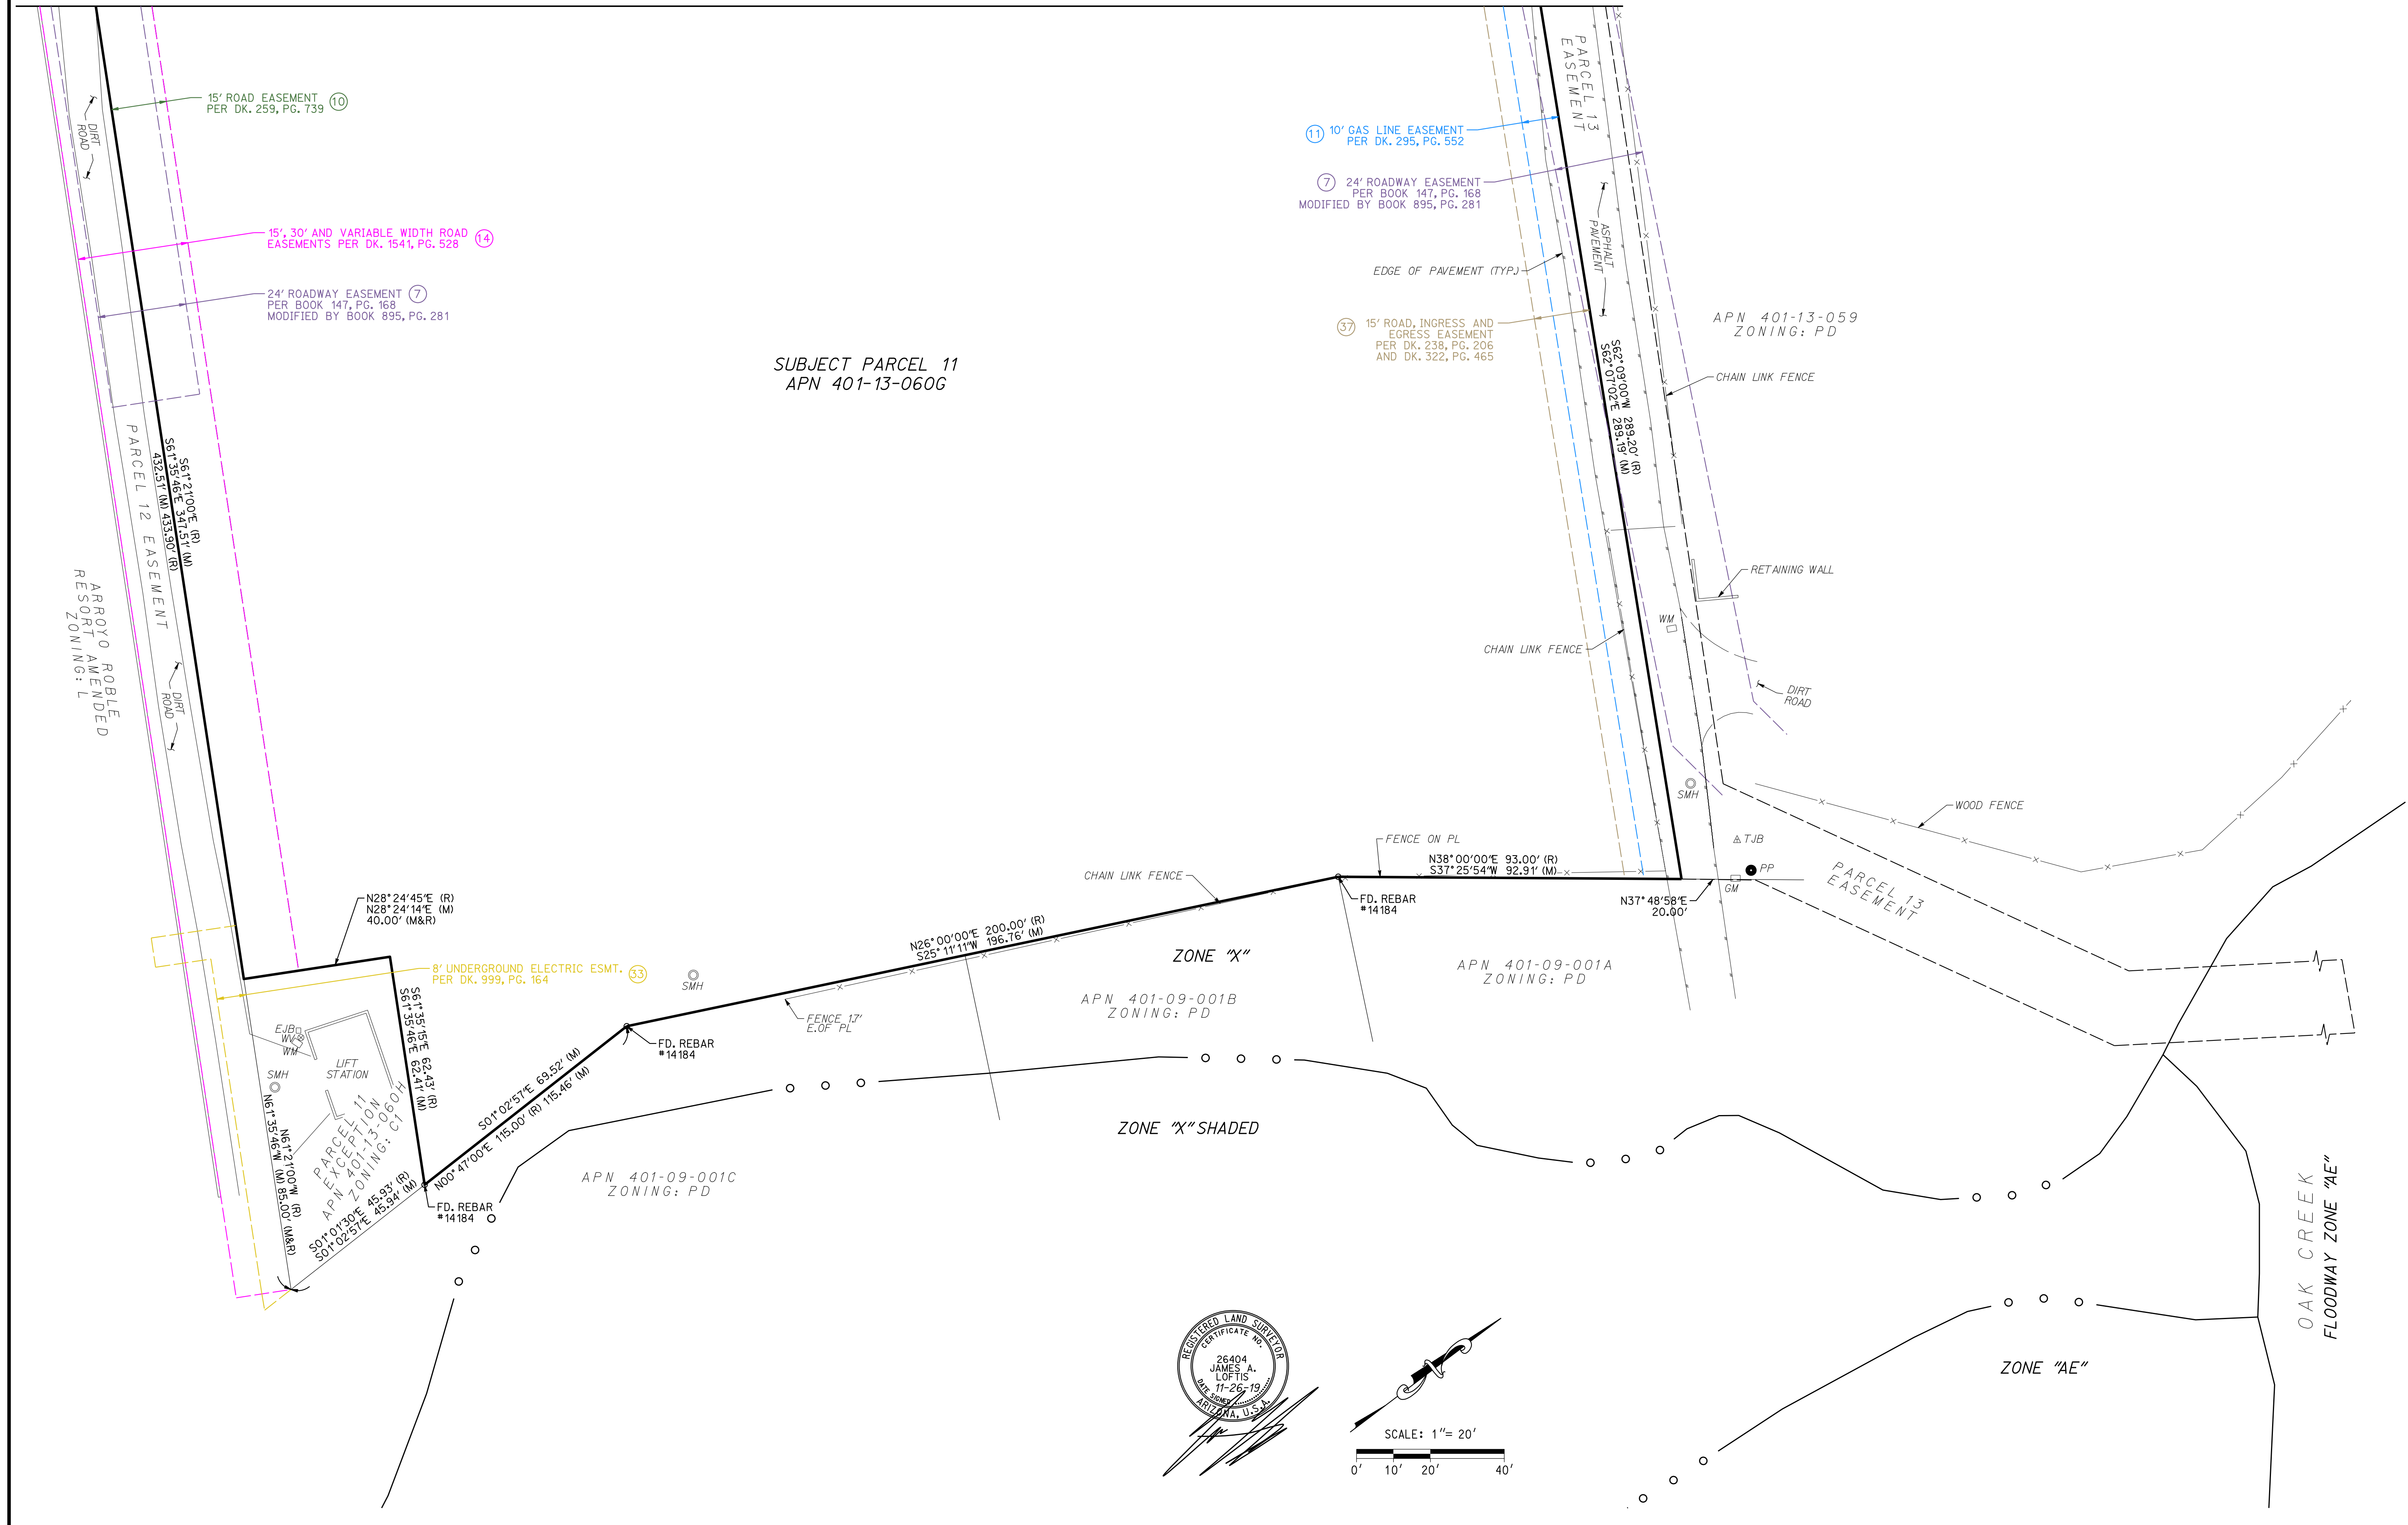 15' ROAD EASEMENT
PER DK. 259, PG. 739
10
DIRT
ROAD
15', 30' AND VARIABLE WIDTH ROAD
EASEMENTS PER DK. 1541, PG. 528
14
24' ROADWAY EASEMENT
PER BOOK 147, PG. 168
MODIFIED BY BOOK 895, PG. 281
7
PARCEL 12 EASEMENT
S61°21'00"E (R)
S61°35'46"E 347.51' (M)
432.51' (M) 433.90' (R)
ARROYO ROBLE
RESORT AMENDED
ZONING: L
DIRT
ROAD
SUBJECT PARCEL 11
APN 401-13-060G
PARCEL 13
EASEMENT
11
10' GAS LINE EASEMENT
PER DK. 295, PG. 552
7
24' ROADWAY EASEMENT
PER BOOK 147, PG. 168
MODIFIED BY BOOK 895, PG. 281
ASPHALT
PAVEMENT
EDGE OF PAVEMENT (TYP.)
37
15' ROAD, INGRESS AND
EGRESS EASEMENT
PER DK. 238, PG. 206
AND DK. 322, PG. 465
S62°09'00"W 289.20' (R)
S62°07'02"E 289.19' (M)
APN 401-13-059
ZONING: PD
CHAIN LINK FENCE
RETAINING WALL
WM
CHAIN LINK FENCE
DIRT
ROAD
SMH
WOOD FENCE
TJB
PP
GM
PARCEL 13
EASEMENT
N37°48'58"E
20.00'
FENCE ON PL
N38°00'00"E 93.00' (R)
S37°25'54"W 92.91' (M)
CHAIN LINK FENCE
FD. REBAR
#14184
N28°24'45"E (R)
N28°24'14"E (M)
40.00' (M&R)
8' UNDERGROUND ELECTRIC ESMT.
PER DK. 999, PG. 164
33
SMH
N26°00'00"E 200.00' (R)
S25°11'11"W 196.76' (M)
FENCE 1.7'
E.OF PL
FD. REBAR
#14184
S61°35'15"E 62.43' (R)
S61°35'46"E 62.41' (M)
EJB
WV
WM
LIFT
STATION
SMH
PARCEL 11
EXCEPTION
APN 401-13-060H
ZONING: C1
N61°21'00"W (R)
N61°35'46"W (M) 85.00' (M&R)
S01°01'30"E 45.93' (R)
S01°02'57"E 45.94' (M)
S01°02'57"E 69.52' (M)
N00°47'00"E 115.00' (R) 115.46' (M)
FD. REBAR
#14184
ZONE "X"
APN 401-09-001A
ZONING: PD
APN 401-09-001B
ZONING: PD
ZONE "X" SHADED
APN 401-09-001C
ZONING: PD
OAK CREEK
FLOODWAY ZONE "AE"
ZONE "AE"
REGISTERED LAND SURVEYOR
CERTIFICATE NO.
26404
JAMES A.
LOFTIS
11-26-19
DATE SIGNED
ARIZONA, U.S.A.
SCALE: 1"= 20'
0' 10' 20' 40'